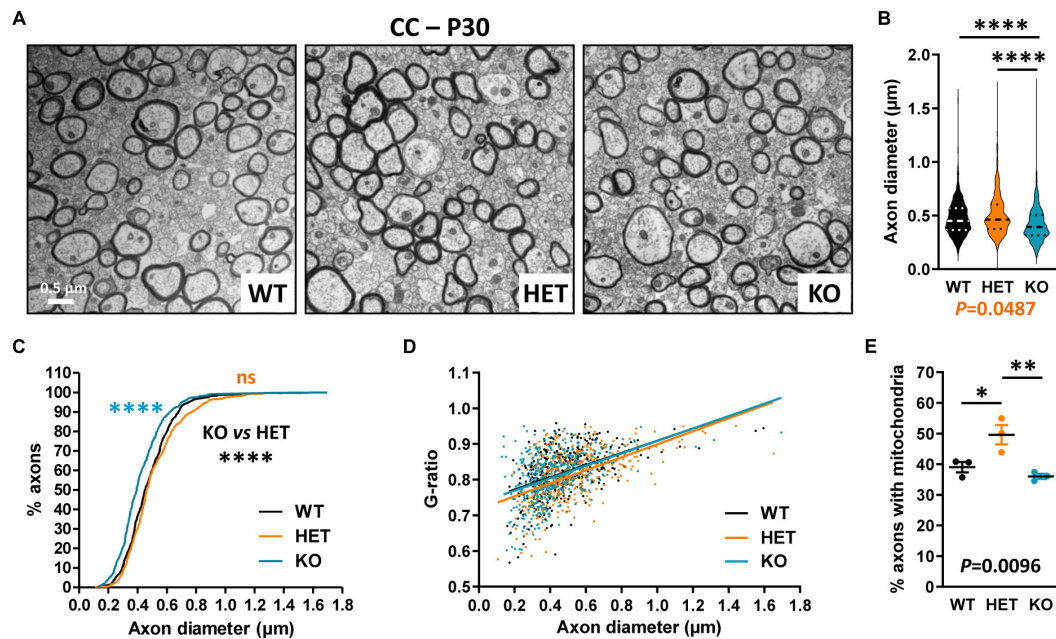 A
CC – P30
0.5 µm
WT
HET
KO
B
****
****
Axon diameter (µm)
2.0
1.5
1.0
0.5
0.0
WT HET KO
P=0.0487
C
% axons
110
100
90
80
70
60
50
40
30
20
10
0
****
ns
KO vs HET
****
WT
HET
KO
0.0 0.2 0.4 0.6 0.8 1.0 1.2 1.4 1.6 1.8
Axon diameter (µm)
D
G-ratio
1.1
1.0
0.9
0.8
0.7
0.6
0.5
WT
HET
KO
0.0 0.2 0.4 0.6 0.8 1.0 1.2 1.4 1.6 1.8
Axon diameter (µm)
E
% axons with mitochondria
70
60
50
40
30
20
10
0
*
**
P=0.0096
WT HET KO